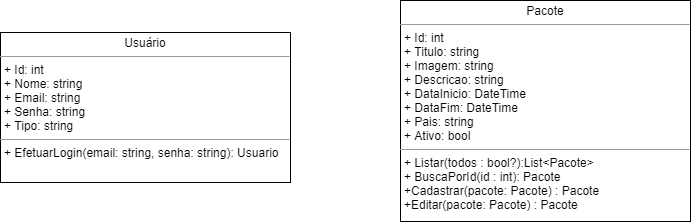 Usuário
+ Id: int
+ Nome: string
+ Email: string
+ Senha: string
+ Tipo: string
+ EfetuarLogin(email: string, senha: string): Usuario
Pacote
+ Id: int
+ Titulo: string
+ Imagem: string
+ Descricao: string
+ DataInicio: DateTime
+ DataFim: DateTime
+ Pais: string
+ Ativo: bool
+ Listar(todos : bool?):List<Pacote>
+ BuscaPorId(id : int): Pacote
+Cadastrar(pacote: Pacote) : Pacote
+Editar(pacote: Pacote) : Pacote